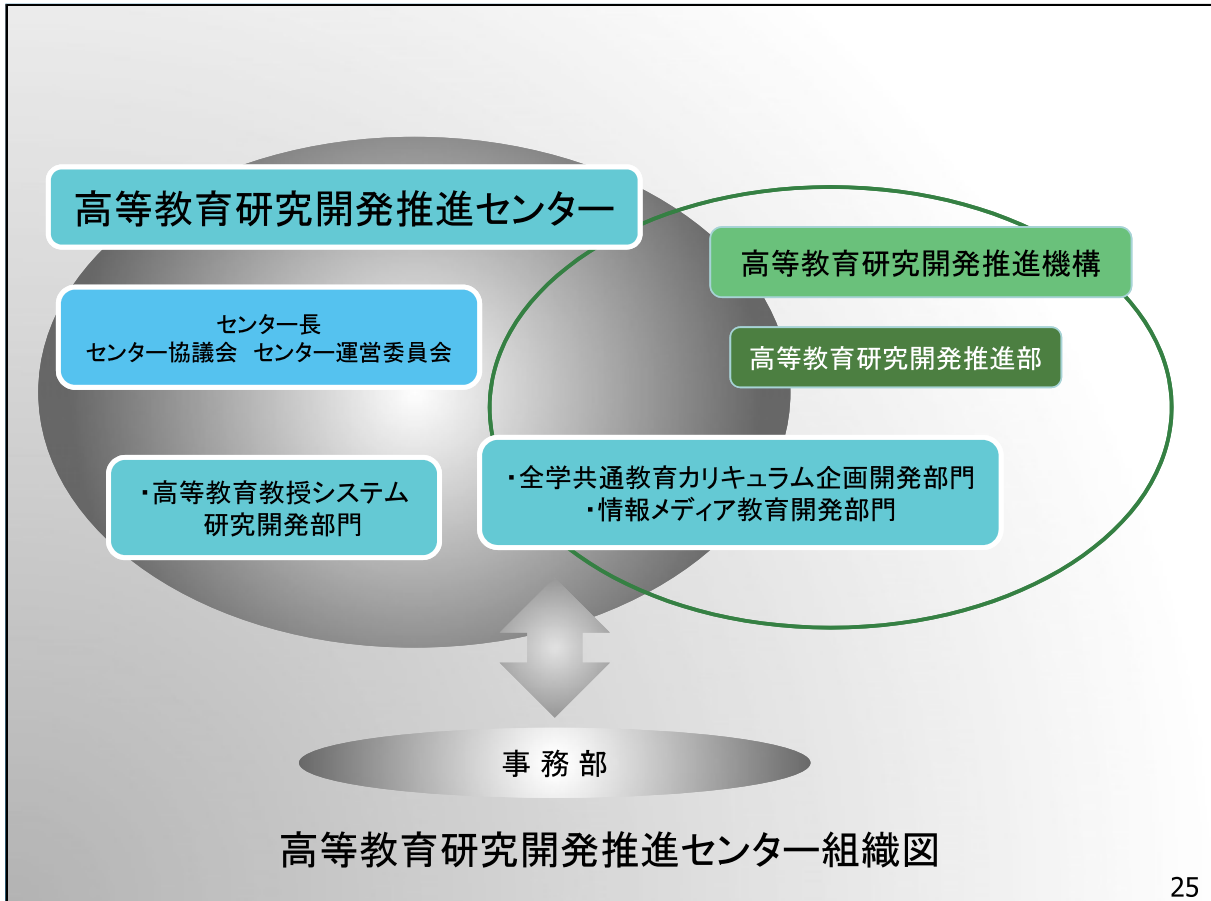 高等教育研究開発推進センター
高等教育研究開発推進機構
センター長
センター協議会　センター運営委員会
高等教育研究開発推進部
・高等教育教授システム
研究開発部門
・全学共通教育カリキュラム企画開発部門
・情報メディア教育開発部門
事 務 部
高等教育研究開発推進センター組織図
25